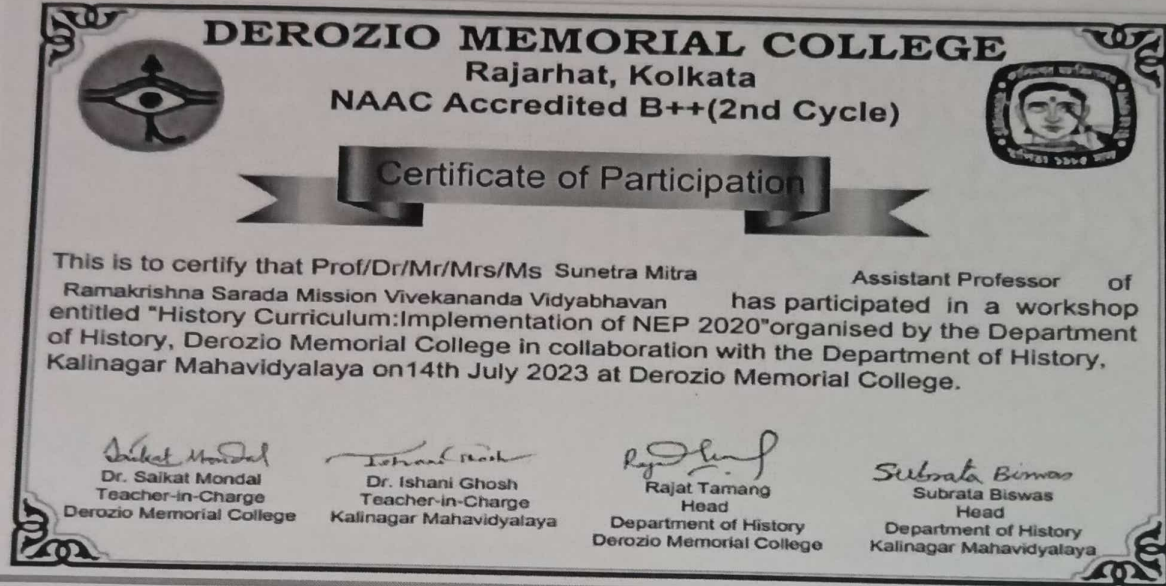 DEROZIO MEMORIAL COLLEGE
Rajarhat, Kolkata
NAAC Accredited B++(2nd Cycle)
Certificate of Participation
This is to certify that Prof/Dr/Mr/Mrs/Ms Sunetra Mitra Assistant Professor of
Ramakrishna Sarada Mission Vivekananda Vidyabhavan has participated in a workshop
entitled "History Curriculum:Implementation of NEP 2020"organised by the Department
of History, Derozio Memorial College in collaboration with the Department of History,
Kalinagar Mahavidyalaya on14th July 2023 at Derozio Memorial College.
Saikat Mondal
Dr. Saikat Mondal
Teacher-in-Charge
Derozio Memorial College
Ishani Ghosh
Dr. Ishani Ghosh
Teacher-in-Charge
Kalinagar Mahavidyalaya
Rajat Tamang
Head
Department of History
Derozio Memorial College
Subrata Biswas
Subrata Biswas
Head
Department of History
Kalinagar Mahavidyalaya